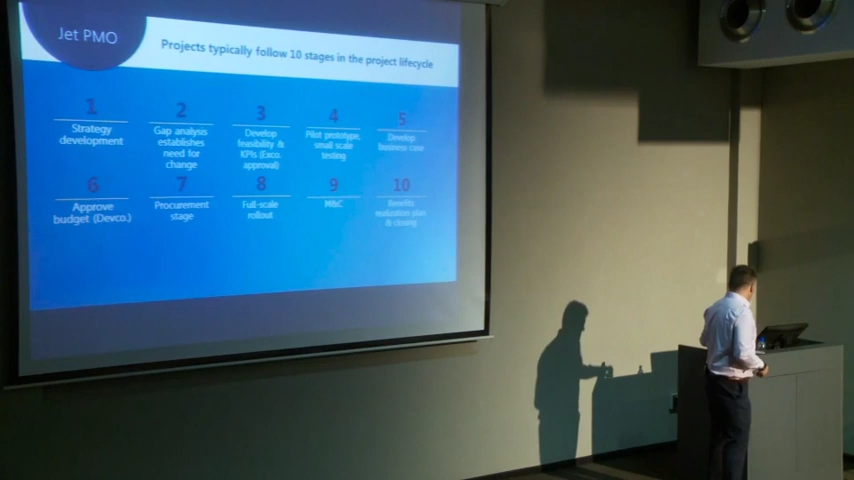 Jet PMO
Projects typically follow 10 stages in the project lifecycle
1
Strategy
development
2
Gap analysis
establishes
need for
change
3
Develop
feasibility &
KPIs (Exco.
approval)
4
Pilot prototype,
small scale
testing
5
Develop
business case
6
Approve
budget (Devco.)
7
Procurement
stage
8
Full-scale
rollout
9
M&C
10
Benefits
realization plan
& closing